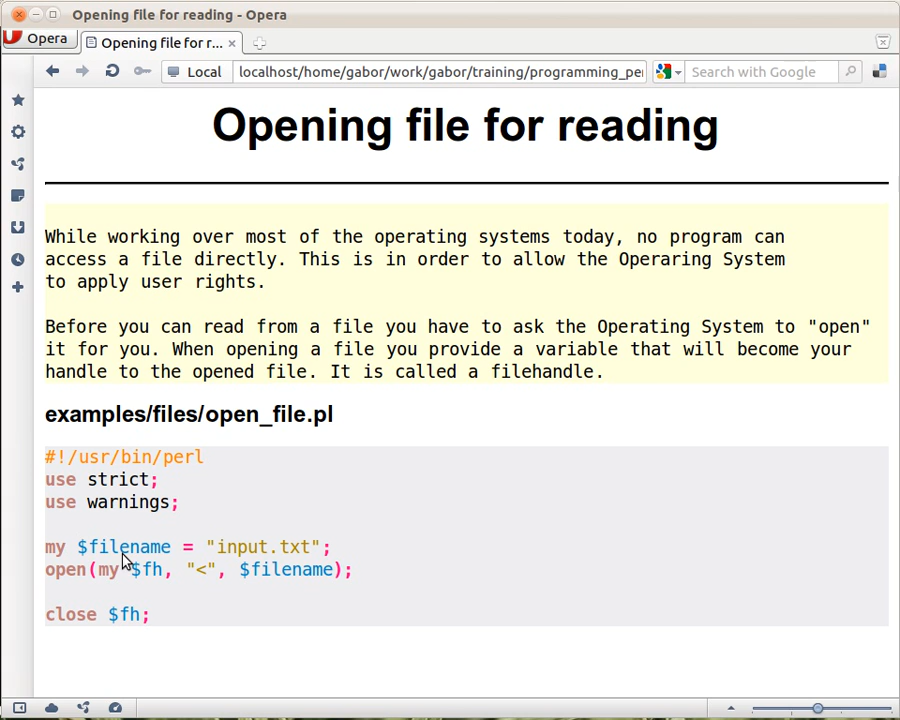 Opening file for reading - Opera
Opera
Opening file for r...
Local
localhost/home/gabor/work/gabor/training/programming_pe
Search with Google
Opening file for reading
While working over most of the operating systems today, no program can
access a file directly. This is in order to allow the Operaring System
to apply user rights.
Before you can read from a file you have to ask the Operating System to "open"
it for you. When opening a file you provide a variable that will become your
handle to the opened file. It is called a filehandle.
examples/files/open_file.pl
#!/usr/bin/perl
use strict;
use warnings;
my $filename = "input.txt";
open(my $fh, "<", $filename);
close $fh;